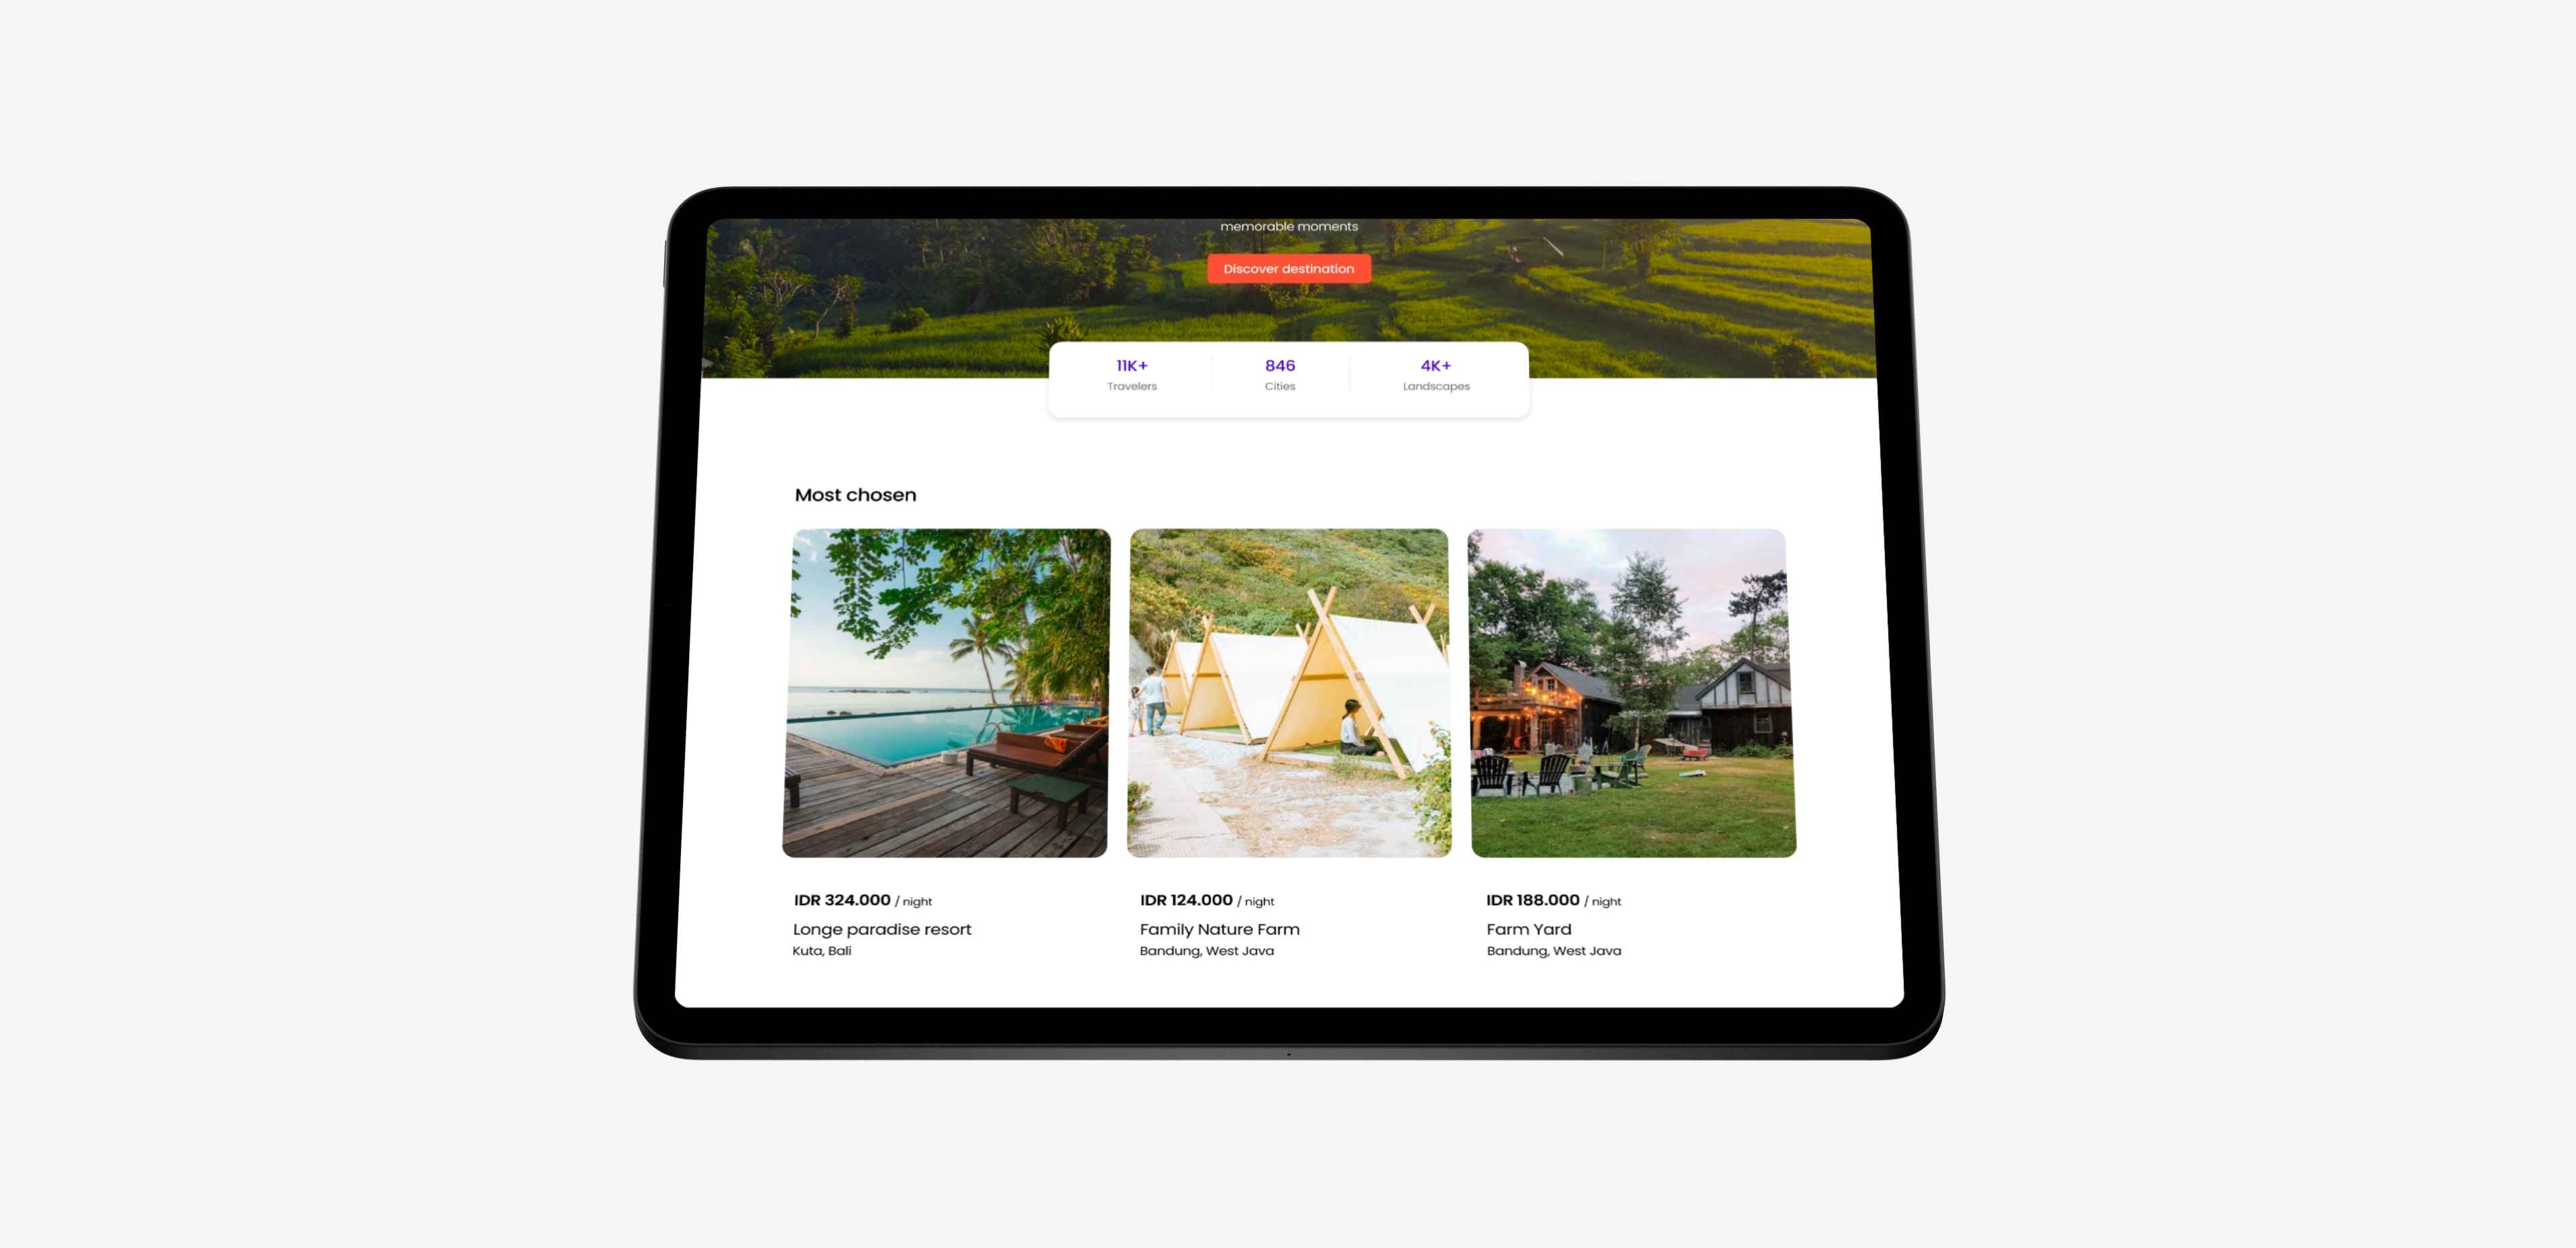 memorable moments
Discover destination
11K+
Travelers
846
Cities
4K+
Landscapes
Most chosen
IDR 324.000 / night
Longe paradise resort
Kuta, Bali
IDR 124.000 / night
Family Nature Farm
Bandung, West Java
IDR 188.000 / night
Farm Yard
Bandung, West Java